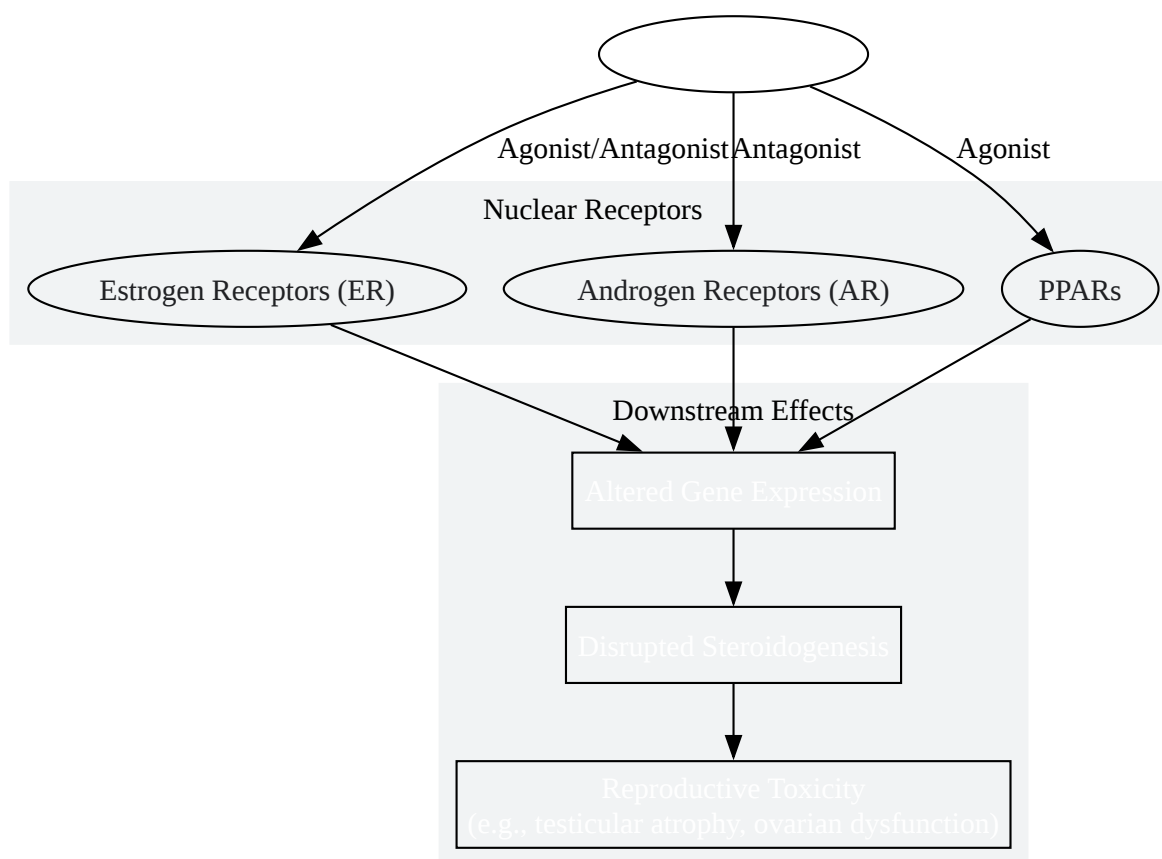 Agonist/Antagonist
Antagonist
Agonist
Nuclear Receptors
Estrogen Receptors (ER)
Androgen Receptors (AR)
PPARs
Downstream Effects
Altered Gene Expression
Disrupted Steroidogenesis
Reproductive Toxicity
(e.g., testicular atrophy, ovarian dysfunction)